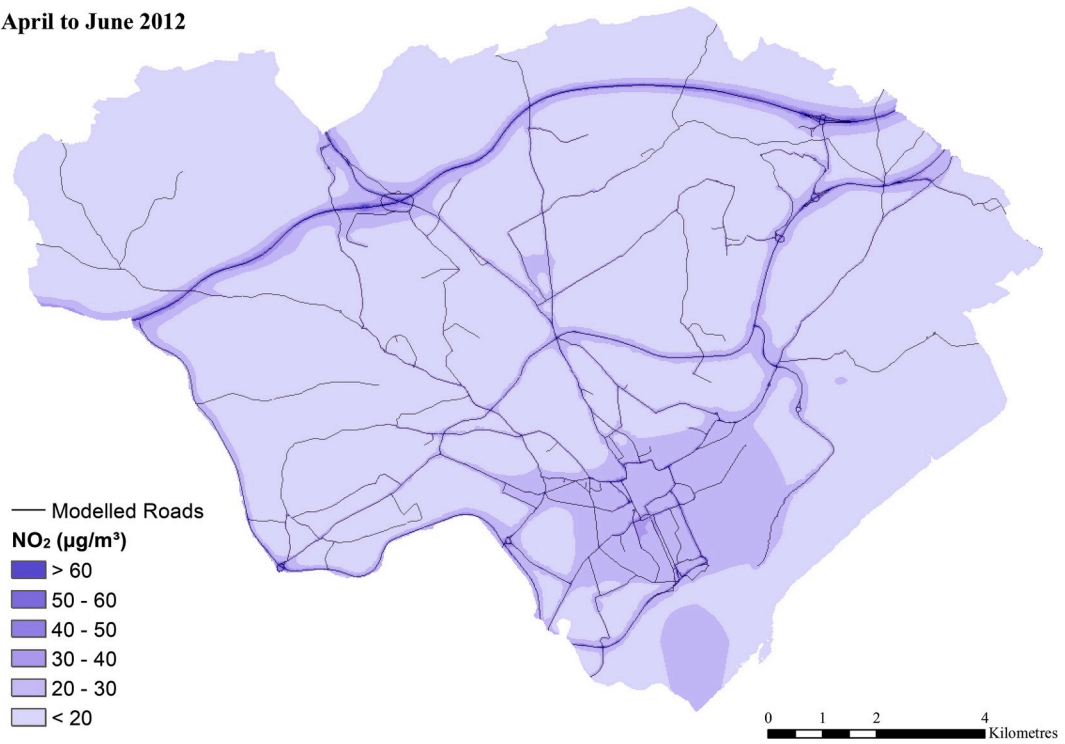 April to June 2012
Modelled Roads
NO₂ (µg/m³)
> 60
50 - 60
40 - 50
30 - 40
20 - 30
< 20
0 1 2 4
Kilometres